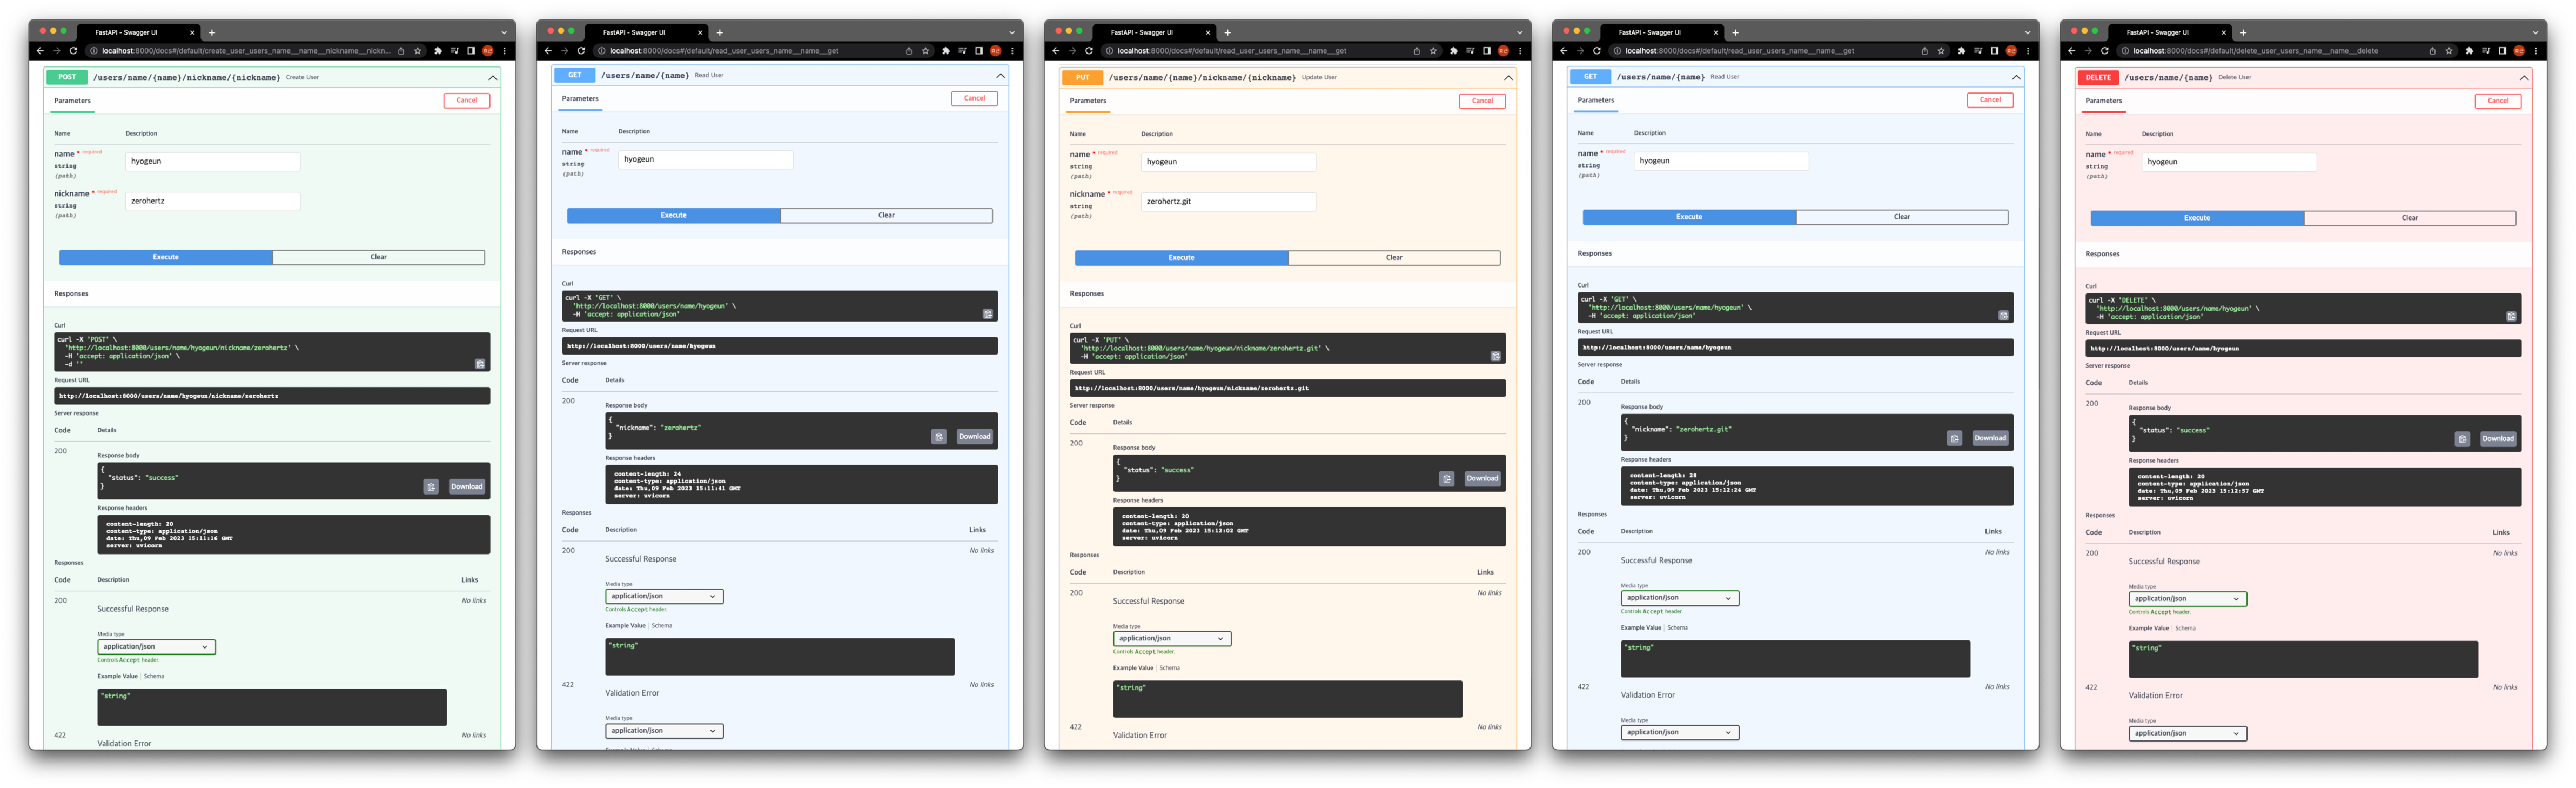 FastAPI - Swagger UI
localhost:8000/docs#/default/create_user_users_name__name__nickname__nickn...
POST /users/name/{name}/nickname/{nickname} Create User
Parameters
Cancel
Name Description
name * required
string
(path)
hyogeun
nickname * required
string
(path)
zerohertz
Execute Clear
Responses
Curl
curl -X 'POST' \
'http://localhost:8000/users/name/hyogeun/nickname/zerohertz' \
-H 'accept: application/json' \
-d ''
Request URL
http://localhost:8000/users/name/hyogeun/nickname/zerohertz
Server response
Code Details
200
Response body
{
"status": "success"
}
Download
Response headers
content-length: 20
content-type: application/json
date: Thu,09 Feb 2023 15:11:16 GMT
server: uvicorn
Responses
Code Description Links
200 Successful Response No links
Media type
application/json
Controls Accept header.
Example Value | Schema
"string"
422 Validation Error No links
FastAPI - Swagger UI
localhost:8000/docs#/default/read_user_users_name__name__get
GET /users/name/{name} Read User
Parameters
Cancel
Name Description
name * required
string
(path)
hyogeun
Execute Clear
Responses
Curl
curl -X 'GET' \
'http://localhost:8000/users/name/hyogeun' \
-H 'accept: application/json'
Request URL
http://localhost:8000/users/name/hyogeun
Server response
Code Details
200
Response body
{
"nickname": "zerohertz"
}
Download
Response headers
content-length: 24
content-type: application/json
date: Thu,09 Feb 2023 15:11:41 GMT
server: uvicorn
Responses
Code Description Links
200 Successful Response No links
Media type
application/json
Controls Accept header.
Example Value | Schema
"string"
422 Validation Error No links
Media type
application/json
FastAPI - Swagger UI
localhost:8000/docs#/default/read_user_users_name__name__get
PUT /users/name/{name}/nickname/{nickname} Update User
Parameters
Cancel
Name Description
name * required
string
(path)
hyogeun
nickname * required
string
(path)
zerohertz.git
Execute Clear
Responses
Curl
curl -X 'PUT' \
'http://localhost:8000/users/name/hyogeun/nickname/zerohertz.git' \
-H 'accept: application/json'
Request URL
http://localhost:8000/users/name/hyogeun/nickname/zerohertz.git
Server response
Code Details
200
Response body
{
"status": "success"
}
Download
Response headers
content-length: 20
content-type: application/json
date: Thu,09 Feb 2023 15:12:02 GMT
server: uvicorn
Responses
Code Description Links
200 Successful Response No links
Media type
application/json
Controls Accept header.
Example Value | Schema
"string"
422 Validation Error No links
FastAPI - Swagger UI
localhost:8000/docs#/default/read_user_users_name__name__get
GET /users/name/{name} Read User
Parameters
Cancel
Name Description
name * required
string
(path)
hyogeun
Execute Clear
Responses
Curl
curl -X 'GET' \
'http://localhost:8000/users/name/hyogeun' \
-H 'accept: application/json'
Request URL
http://localhost:8000/users/name/hyogeun
Server response
Code Details
200
Response body
{
"nickname": "zerohertz.git"
}
Download
Response headers
content-length: 28
content-type: application/json
date: Thu,09 Feb 2023 15:12:24 GMT
server: uvicorn
Responses
Code Description Links
200 Successful Response No links
Media type
application/json
Controls Accept header.
Example Value | Schema
"string"
422 Validation Error No links
Media type
application/json
FastAPI - Swagger UI
localhost:8000/docs#/default/delete_user_users_name__name__delete
DELETE /users/name/{name} Delete User
Parameters
Cancel
Name Description
name * required
string
(path)
hyogeun
Execute Clear
Responses
Curl
curl -X 'DELETE' \
'http://localhost:8000/users/name/hyogeun' \
-H 'accept: application/json'
Request URL
http://localhost:8000/users/name/hyogeun
Server response
Code Details
200
Response body
{
"status": "success"
}
Download
Response headers
content-length: 20
content-type: application/json
date: Thu,09 Feb 2023 15:12:57 GMT
server: uvicorn
Responses
Code Description Links
200 Successful Response No links
Media type
application/json
Controls Accept header.
Example Value | Schema
"string"
422 Validation Error No links
Media type
application/json